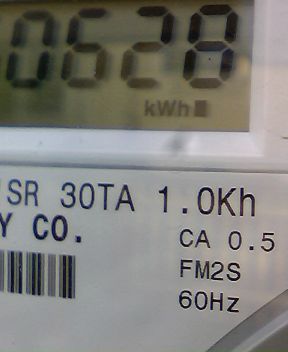 0628
kWh
SR 30TA 1.0Kh
Y CO.
CA 0.5
FM2S
60Hz